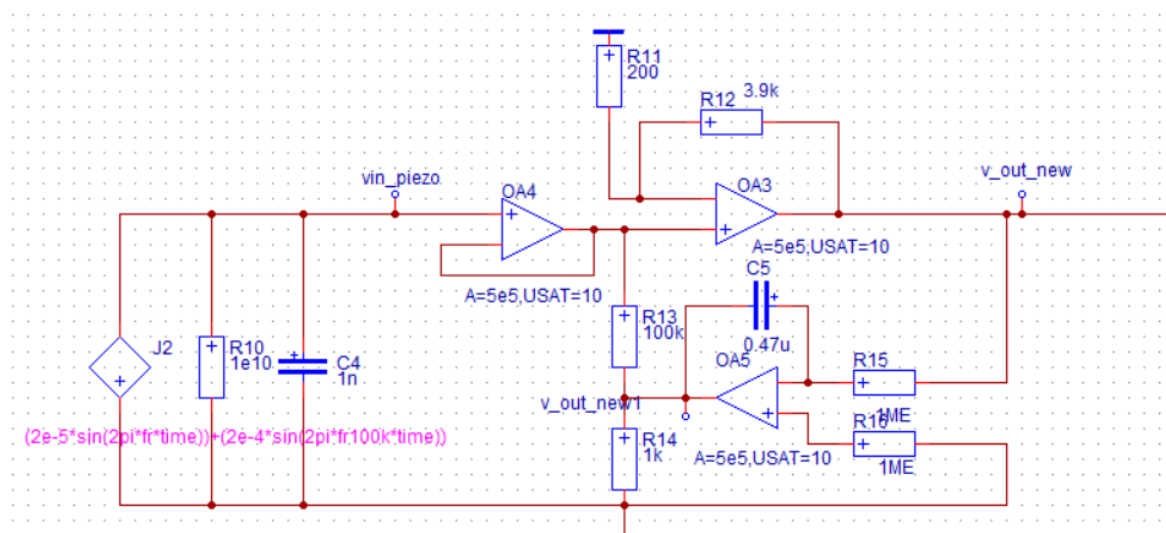 R11
200
3.9k
R12
vin_piezo
OA4
OA3
v_out_new
A=5e5,USAT=10
C5
A=5e5,USAT=10
R13
100k
0.47u
J2
R10
1e10
C4
1n
OA5
R15
1ME
v_out_new1
R16
(2e-5*sin(2pi*fr*time))+(2e-4*sin(2pi*fr100k*time))
R14
1k
A=5e5,USAT=10
1ME